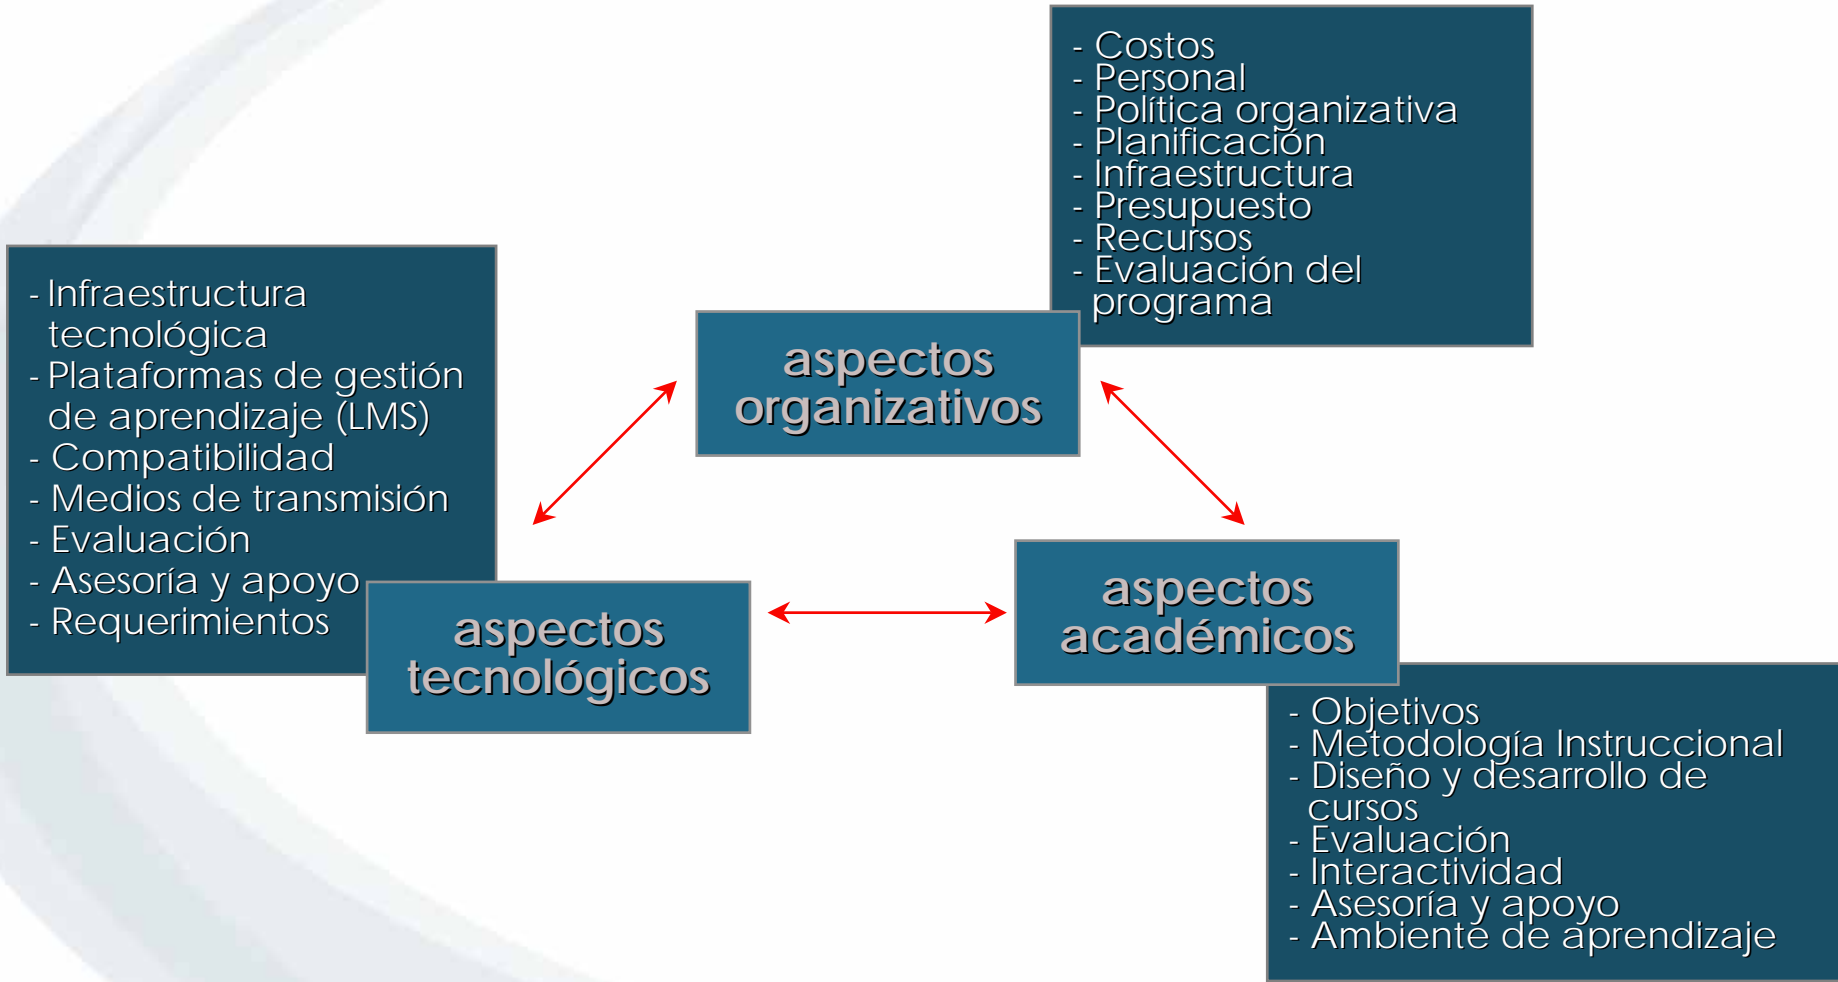 - Costos
- Personal
- Política organizativa
- Planificación
- Infraestructura
- Presupuesto
- Recursos
- Evaluación del
programa
aspectos
organizativos
- Infraestructura
tecnológica
- Plataformas de gestión
de aprendizaje (LMS)
- Compatibilidad
- Medios de transmisión
- Evaluación
- Asesoría y apoyo
- Requerimientos
aspectos
tecnológicos
aspectos
académicos
- Objetivos
- Metodología Instruccional
- Diseño y desarrollo de
cursos
- Evaluación
- Interactividad
- Asesoría y apoyo
- Ambiente de aprendizaje